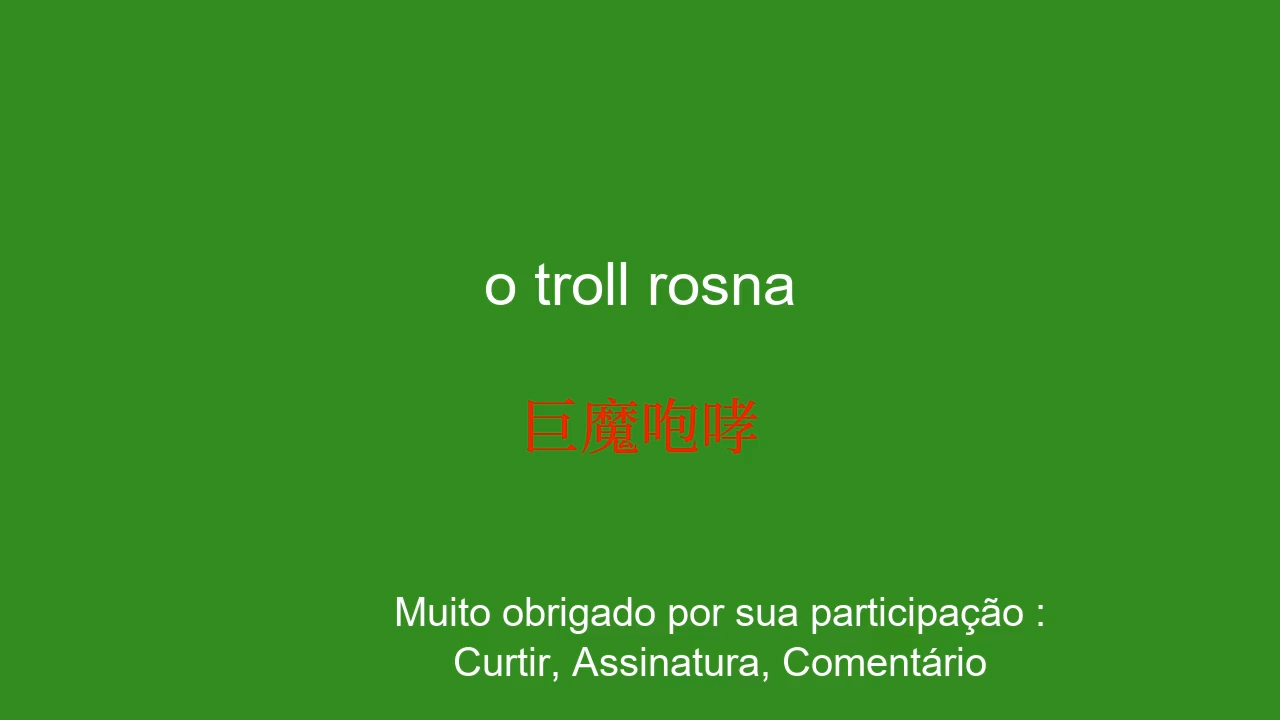 o troll rosna
巨魔咆哮
Muito obrigado por sua participação :
Curtir, Assinatura, Comentário